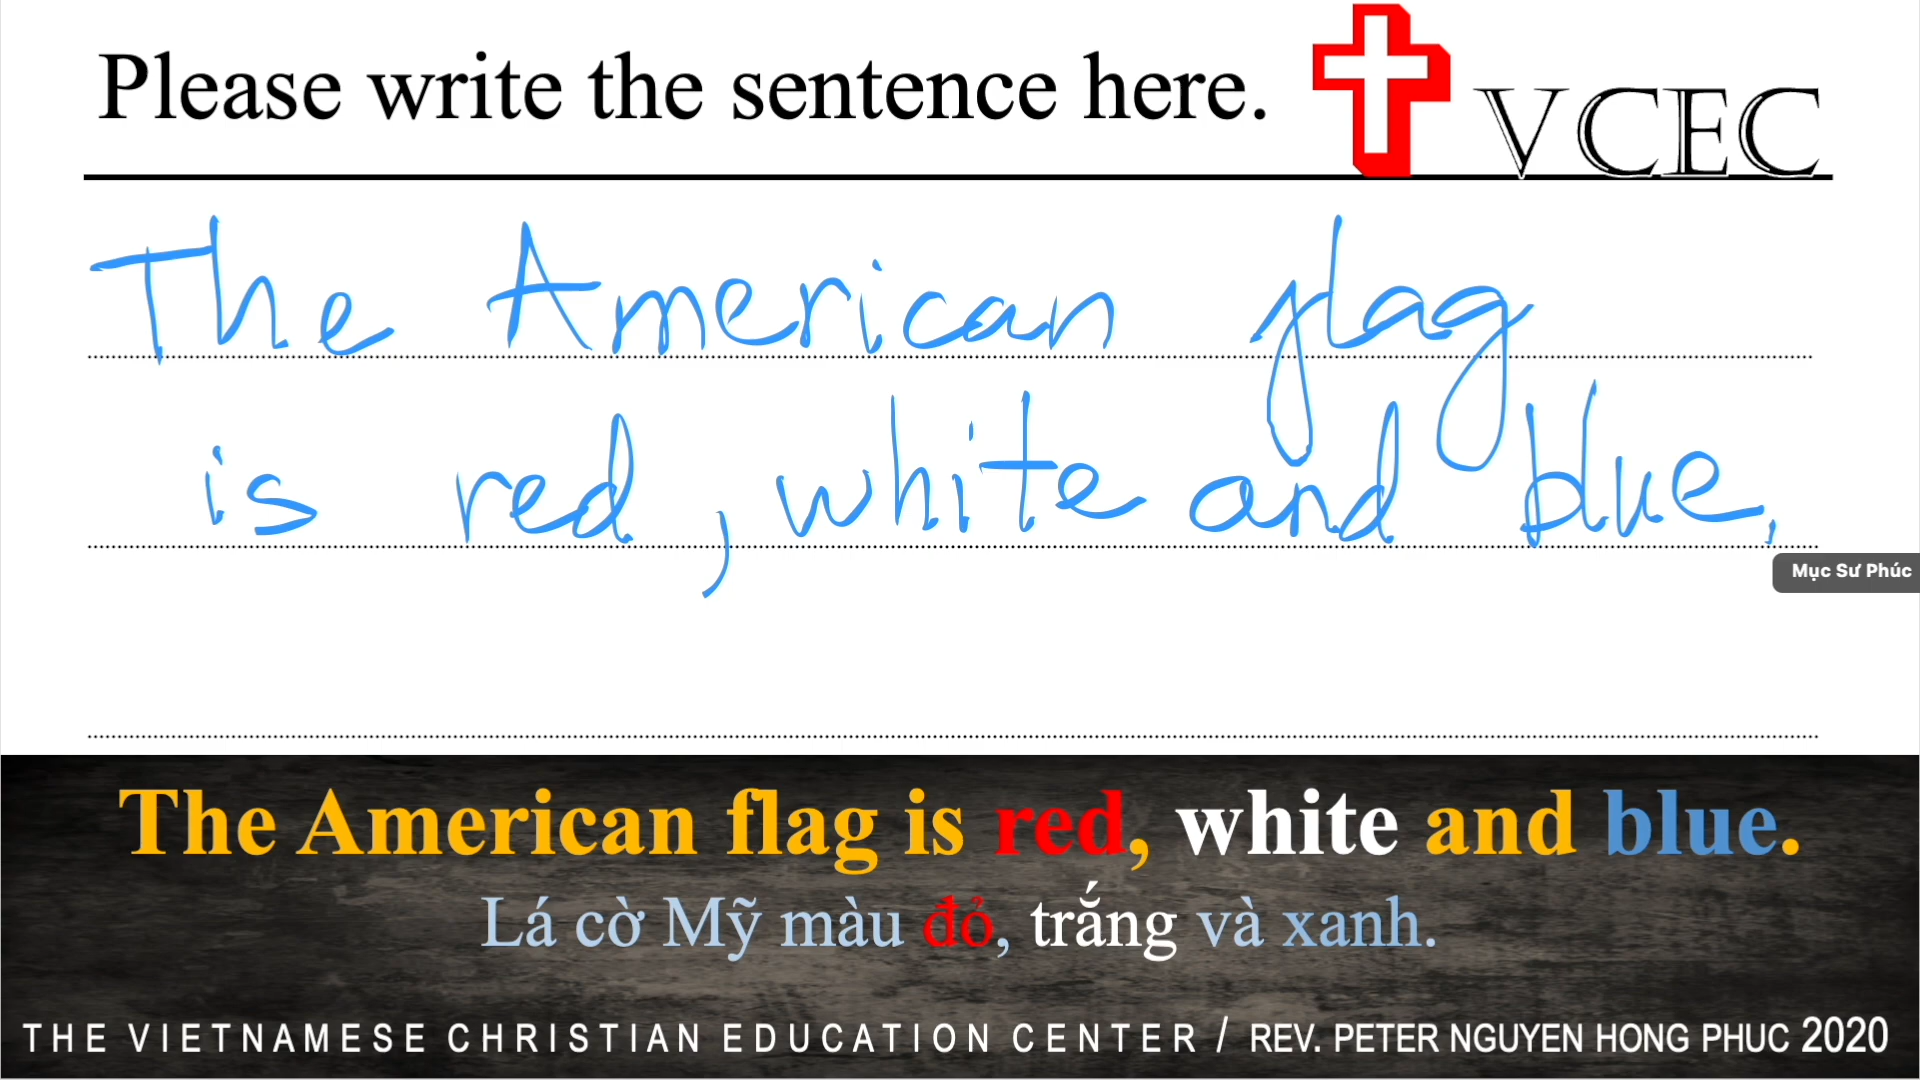 Please write the sentence here.
VCEC
The American flag
is red, white and blue.
Mục Sư Phúc
The American flag is red, white and blue.
Lá cờ Mỹ màu đỏ, trắng và xanh.
THE VIETNAMESE CHRISTIAN EDUCATION CENTER / REV. PETER NGUYEN HONG PHUC 2020